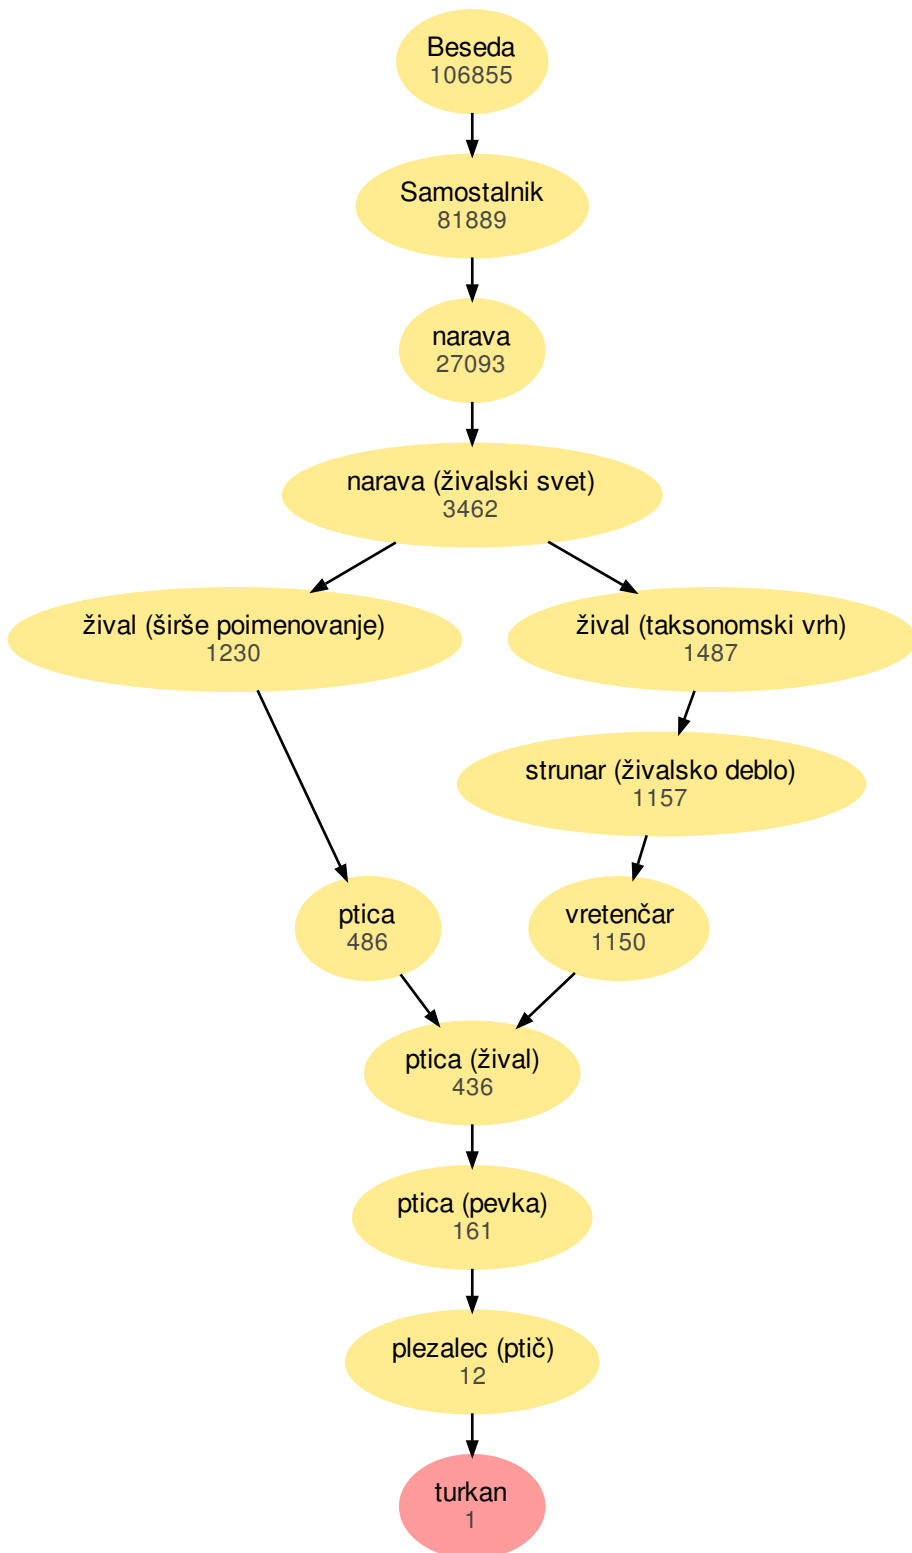 Beseda
106855
Samostalnik
81889
narava
27093
narava (živalski svet)
3462
žival (širše poimenovanje)
1230
žival (taksonomski vrh)
1487
strunar (živalsko deblo)
1157
ptica
486
vretenčar
1150
ptica (žival)
436
ptica (pevka)
161
plezalec (ptič)
12
turkan
1